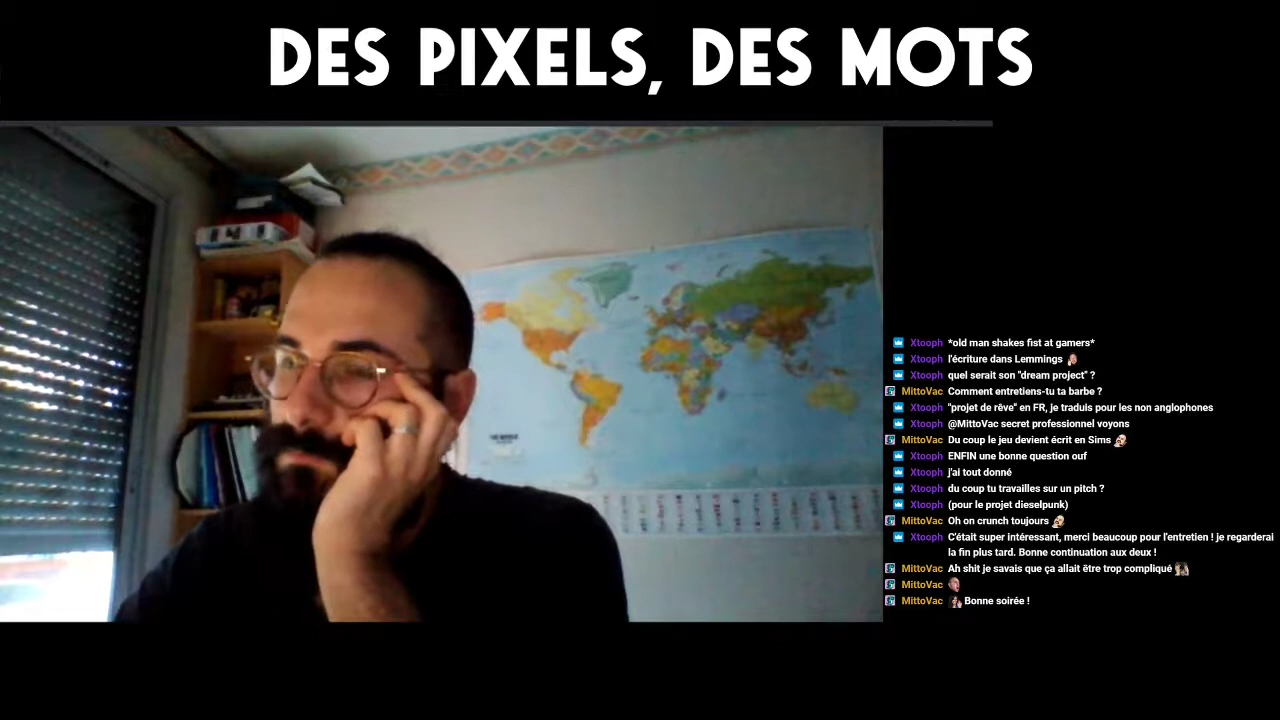 DES PIXELS, DES MOTS
THE WORLD
Xtooph *old man shakes fist at gamers*
Xtooph l'écriture dans Lemmings
Xtooph quel serait son "dream project" ?
MittoVac Comment entretiens-tu ta barbe ?
Xtooph "projet de rêve" en FR, je traduis pour les non anglophones
Xtooph @MittoVac secret professionnel voyons
MittoVac Du coup le jeu devient écrit en Sims
Xtooph ENFIN une bonne question ouf
Xtooph j'ai tout donné
Xtooph du coup tu travailles sur un pitch ?
Xtooph (pour le projet dieselpunk)
MittoVac Oh on crunch toujours
Xtooph C'était super intéressant, merci beaucoup pour l'entretien ! je regarderai
la fin plus tard. Bonne continuation aux deux !
MittoVac Ah shit je savais que ça allait être trop compliqué
MittoVac
MittoVac Bonne soirée !